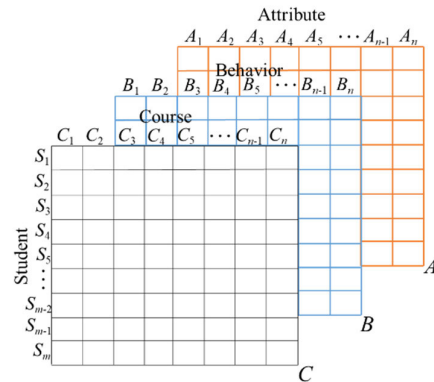 Attribute
A1 A2 A3 A4 A5 ⋯ An-1 An
Behavior
B1 B2 B3 B4 B5 ⋯ Bn-1 Bn
Course
C1 C2 C3 C4 C5 ⋯ Cn-1 Cn
Student
S1
S2
S3
S4
S5
⋮
Sm-2
Sm-1
Sm
A
B
C